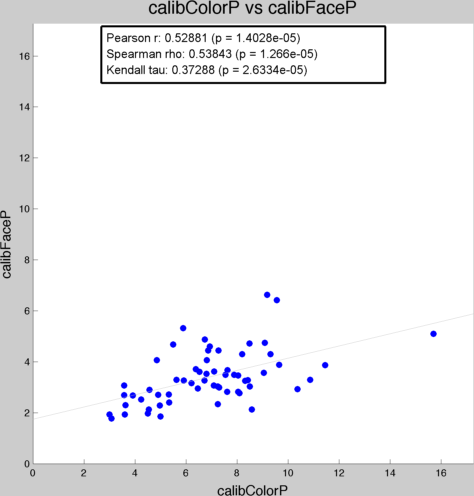 calibColorP vs calibFaceP
Pearson r: 0.52881 (p = 1.4028e-05)
Spearman rho: 0.53843 (p = 1.266e-05)
Kendall tau: 0.37288 (p = 2.6334e-05)
16
14
12
10
8
6
4
2
0
calibFaceP
0 2 4 6 8 10 12 14 16
calibColorP